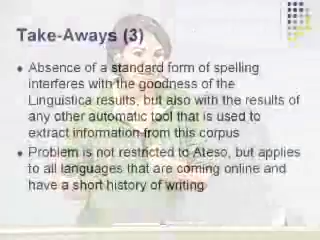 Take-Aways (3)
Absence of a standard form of spelling
interferes with the goodness of the
Linguistica results, but also with the results of
any other automatic tool that is used to
extract information from this corpus
Problem is not restricted to Ateso, but applies
to all languages that are coming online and
have a short history of writing